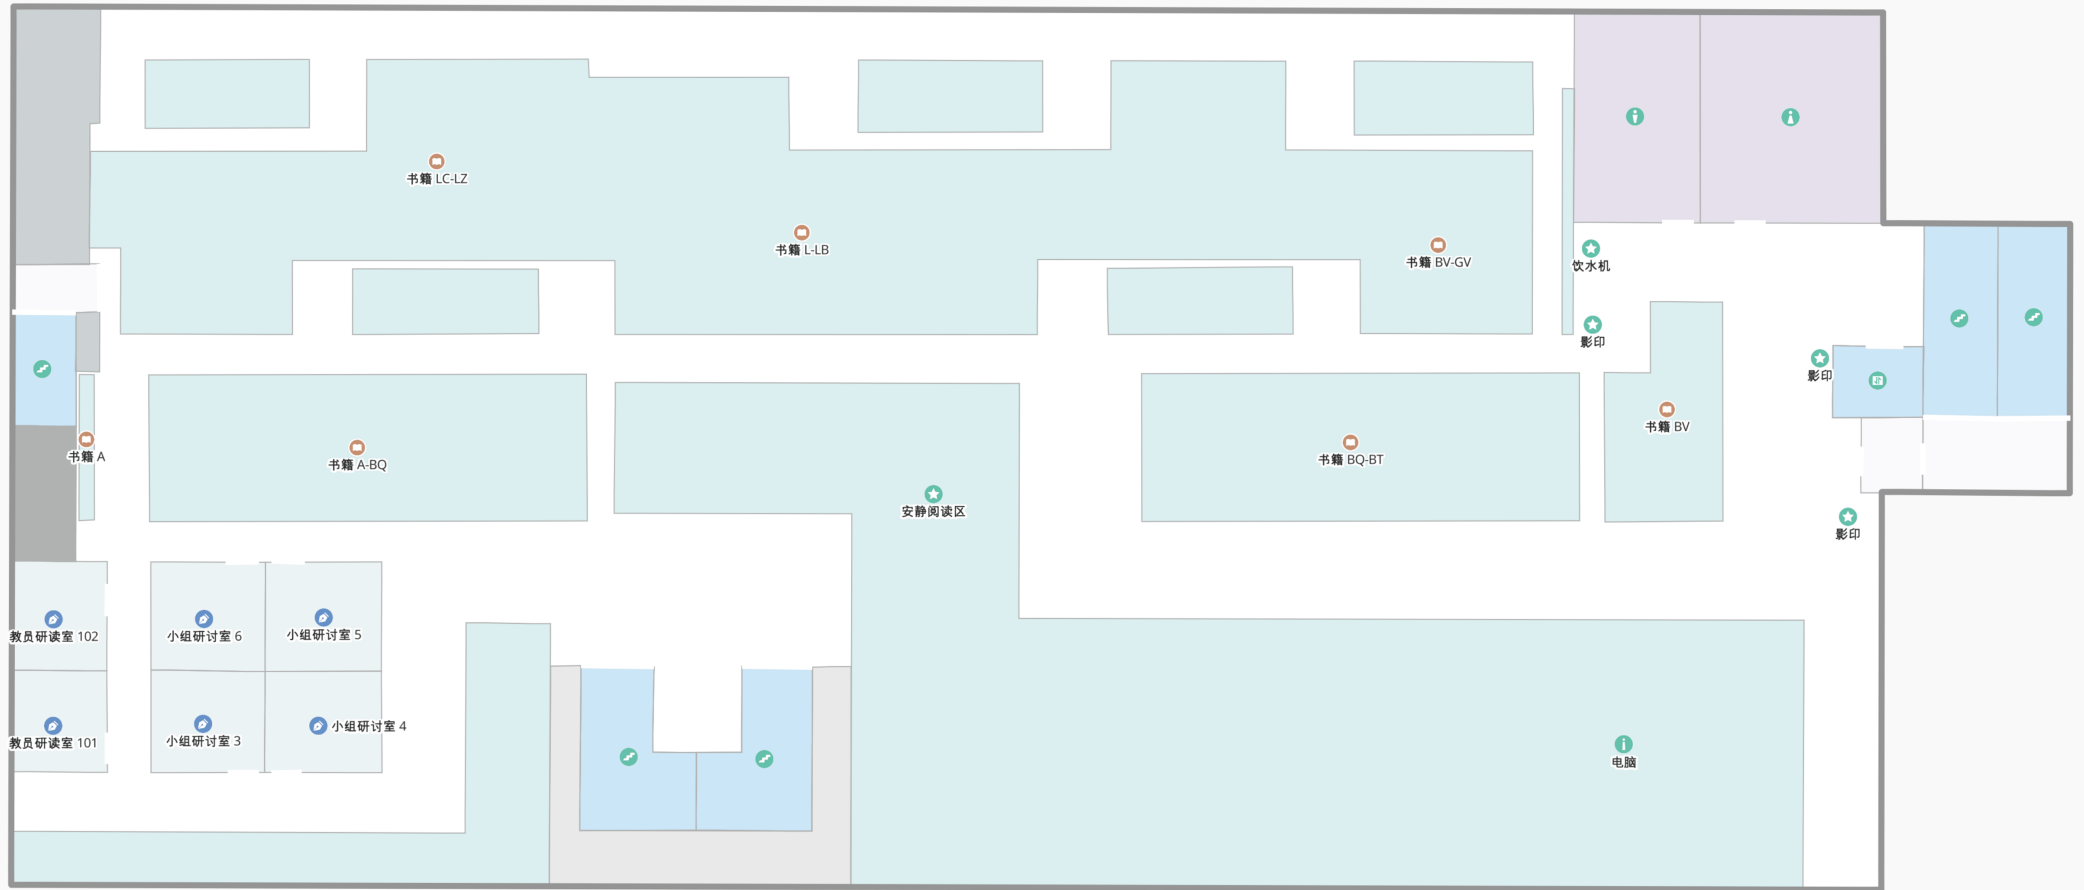 书籍 LC-LZ
书籍 L-LB
书籍 BV-GV
饮水机
影印
影印
书籍 A
书籍 A-BQ
书籍 BQ-BT
书籍 BV
安静阅读区
影印
教员研读室 102
小组研讨室 6
小组研讨室 5
教员研读室 101
小组研讨室 3
小组研讨室 4
电脑